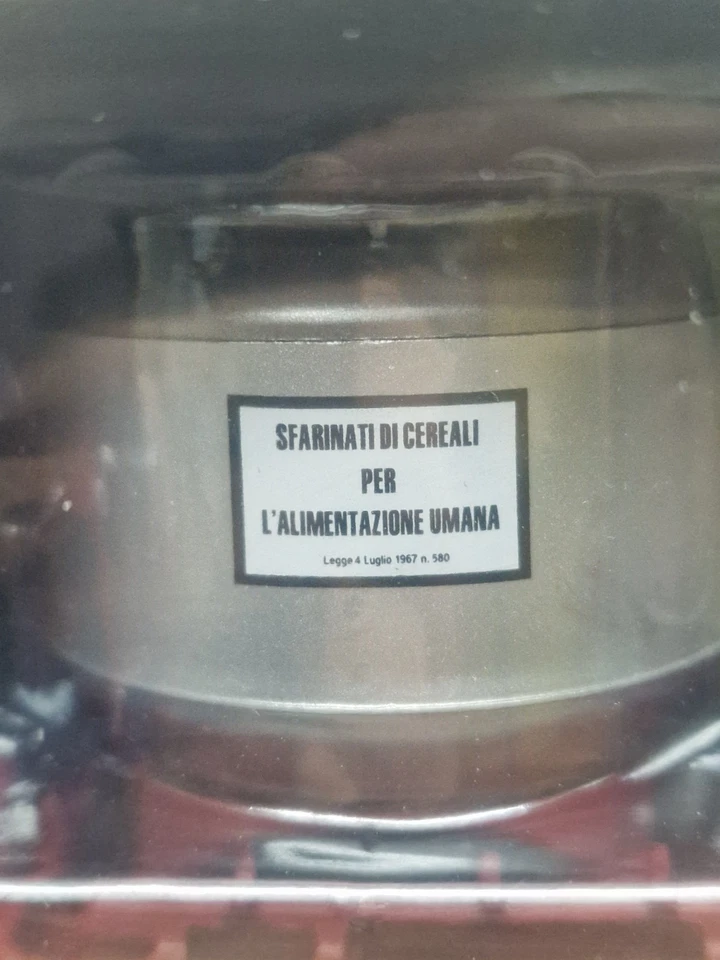 SFARINATI DI CEREALI
PER
L'ALIMENTAZIONE UMANA
Legge 4 Luglio 1967 n. 580